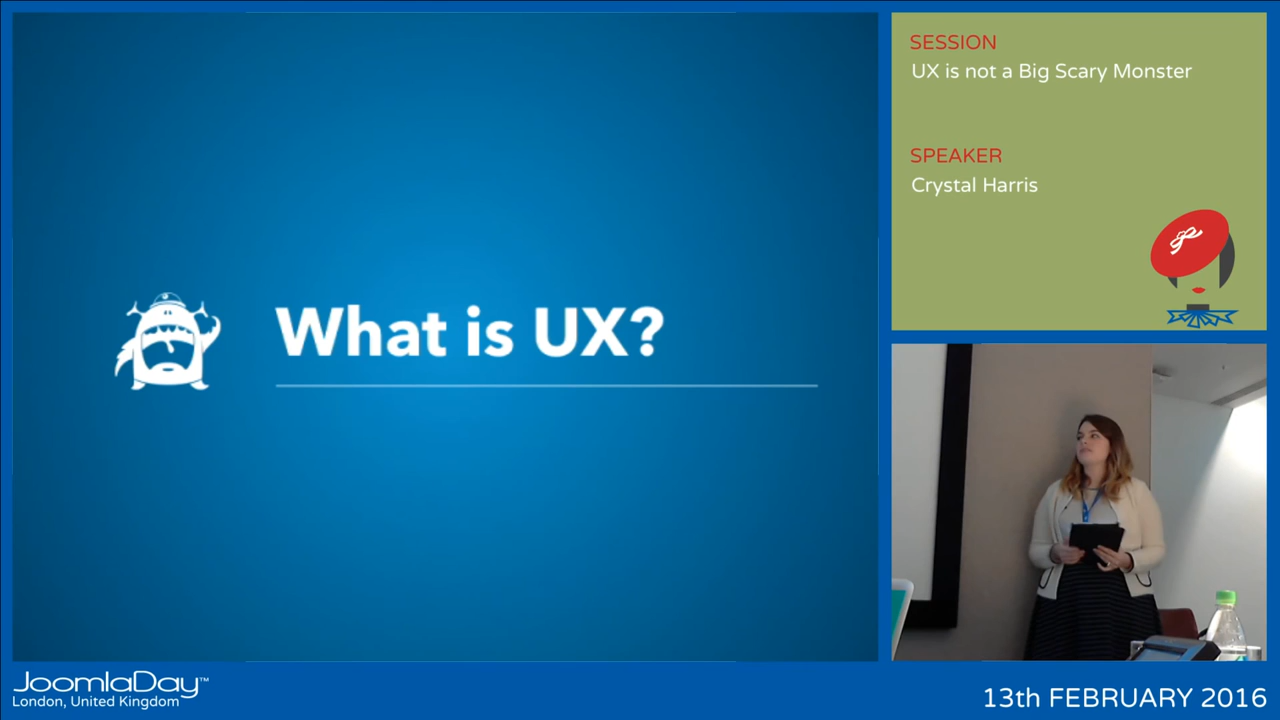 What is UX?
SESSION
UX is not a Big Scary Monster
SPEAKER
Crystal Harris
JoomlaDay™
London, United Kingdom
13th FEBRUARY 2016